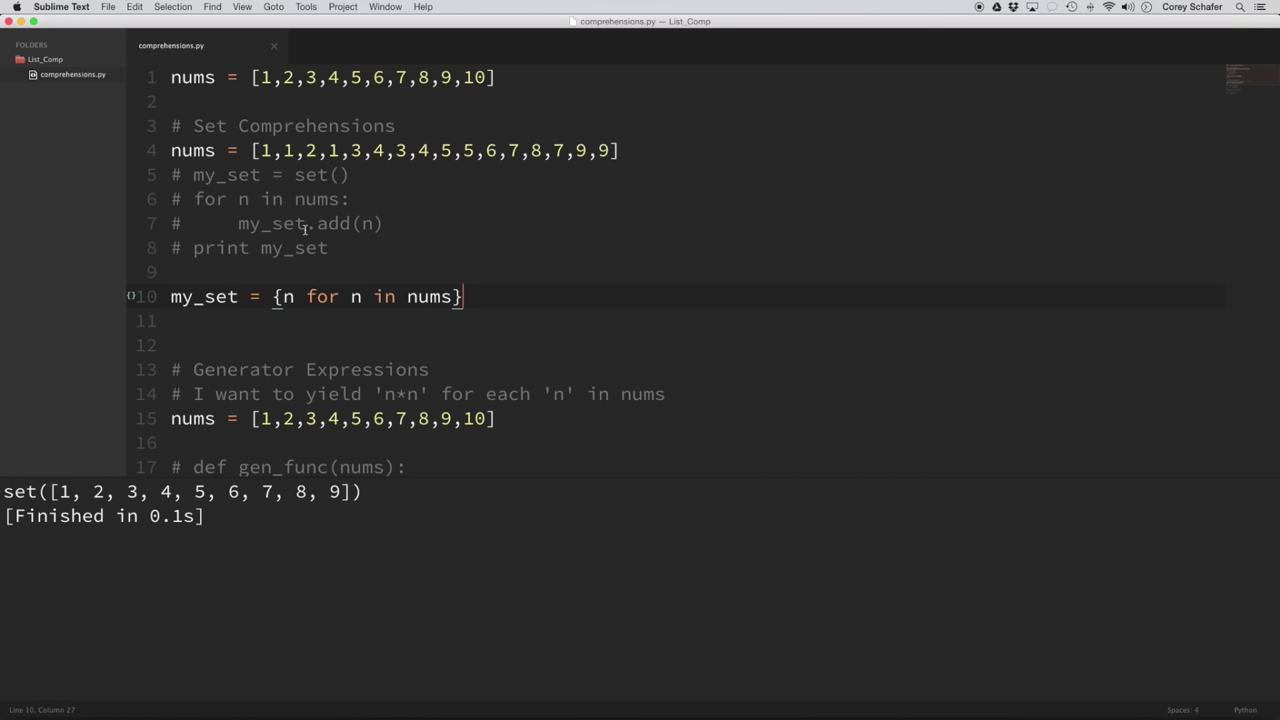 Sublime Text File Edit Selection Find View Goto Tools Project Window Help Corey Schafer
comprehensions.py — List_Comp
FOLDERS
List_Comp
comprehensions.py
comprehensions.py
1 nums = [1,2,3,4,5,6,7,8,9,10]
2
3 # Set Comprehensions
4 nums = [1,1,2,1,3,4,3,4,5,5,6,7,8,7,9,9]
5 # my_set = set()
6 # for n in nums:
7 #     my_set.add(n)
8 # print my_set
9
{} 10 my_set = {n for n in nums}
11
12
13 # Generator Expressions
14 # I want to yield 'n*n' for each 'n' in nums
15 nums = [1,2,3,4,5,6,7,8,9,10]
16
17 # def gen_func(nums):
set([1, 2, 3, 4, 5, 6, 7, 8, 9])
[Finished in 0.1s]
Line 10, Column 27 Spaces: 4 Python